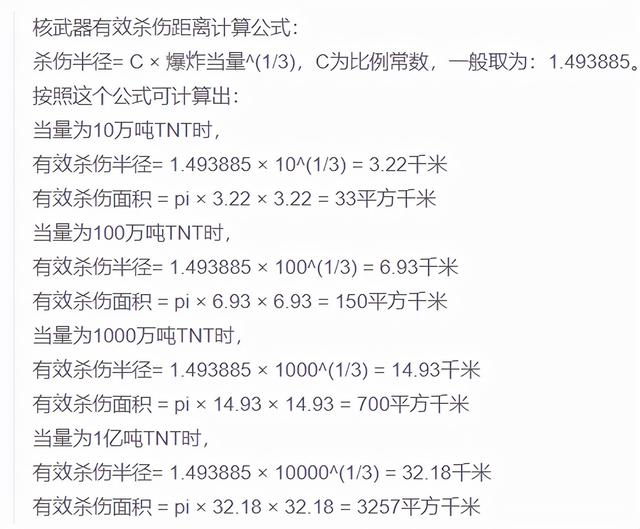 核武器有效杀伤距离计算公式：
杀伤半径= C × 爆炸当量^(1/3)，C为比例常数，一般取为：1.493885。
按照这个公式可计算出：
当量为10万吨TNT时，
有效杀伤半径= 1.493885 × 10^(1/3) = 3.22千米
有效杀伤面积 = pi × 3.22 × 3.22 = 33平方千米
当量为100万吨TNT时，
有效杀伤半径= 1.493885 × 100^(1/3) = 6.93千米
有效杀伤面积 = pi × 6.93 × 6.93 = 150平方千米
当量为1000万吨TNT时，
有效杀伤半径= 1.493885 × 1000^(1/3) = 14.93千米
有效杀伤面积 = pi × 14.93 × 14.93 = 700平方千米
当量为1亿吨TNT时，
有效杀伤半径= 1.493885 × 10000^(1/3) = 32.18千米
有效杀伤面积 = pi × 32.18 × 32.18 = 3257平方千米